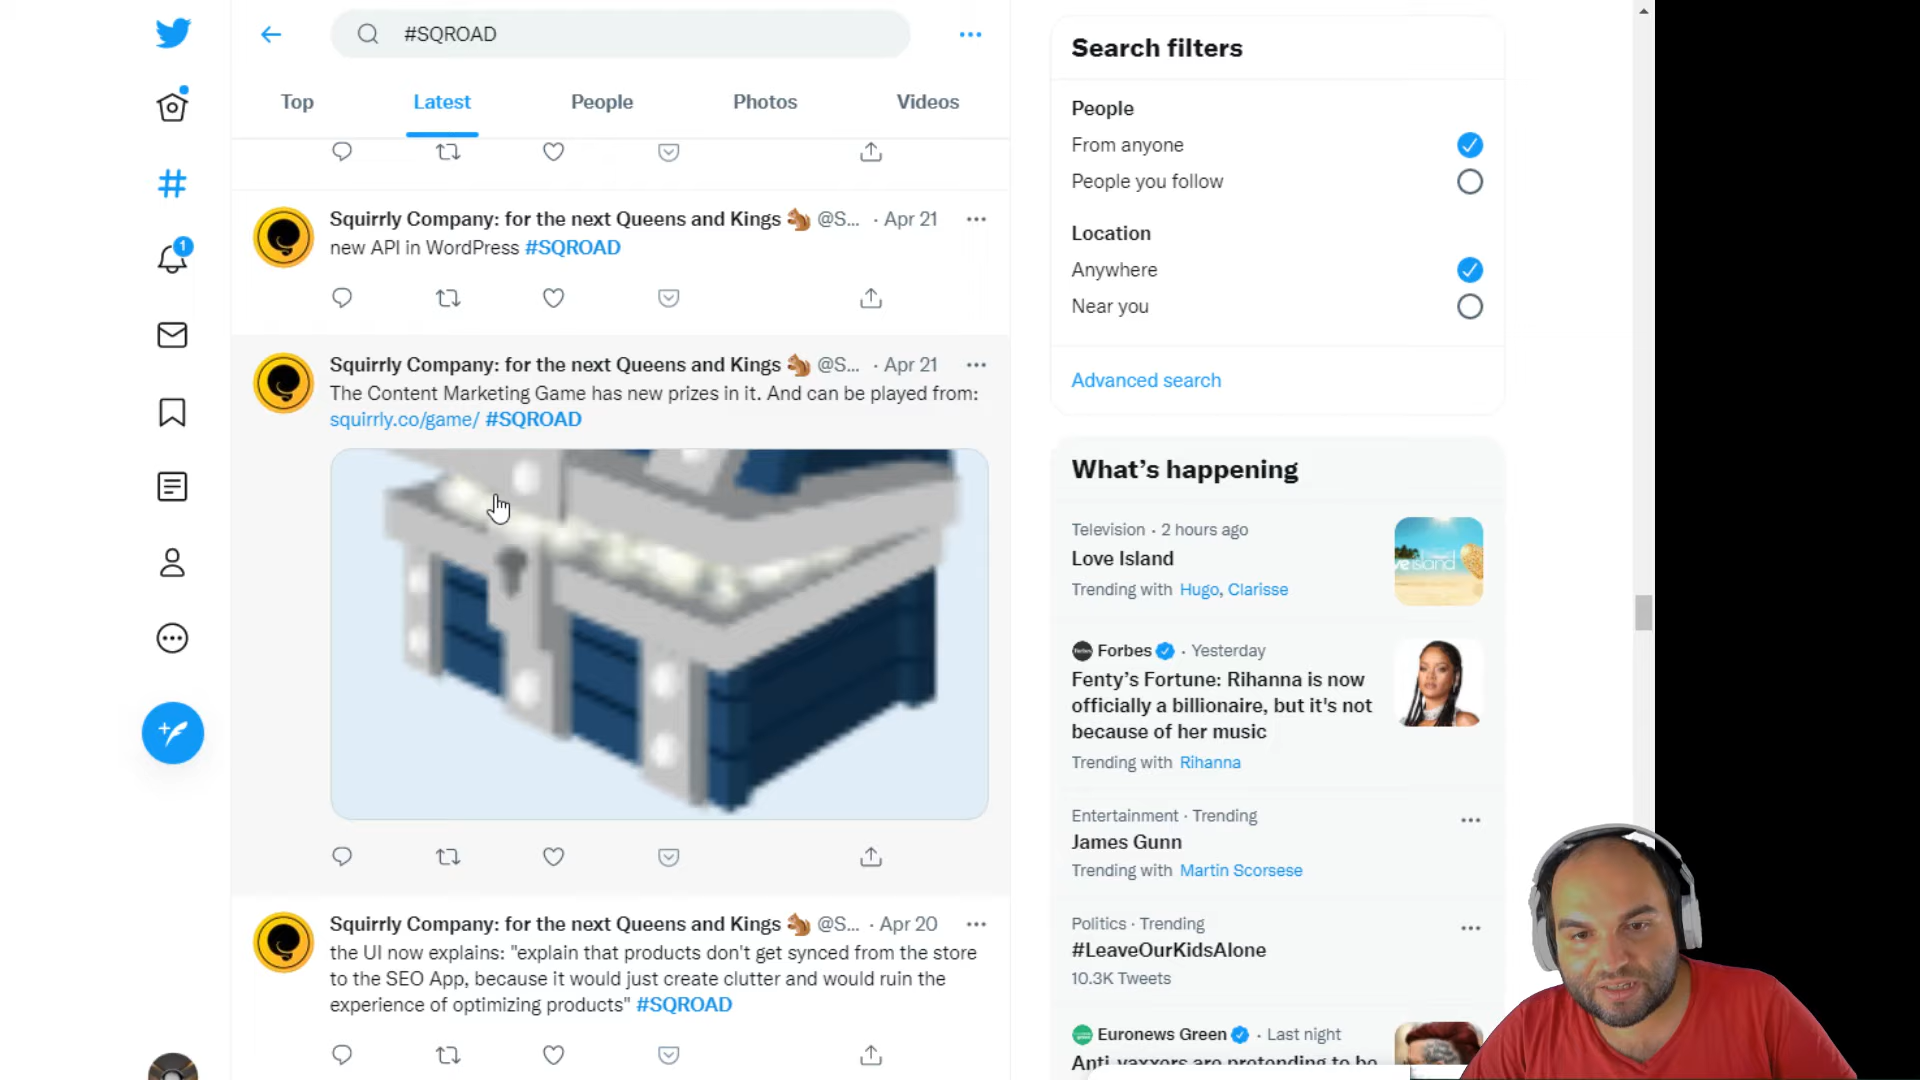 #SQROAD
Top
Latest
People
Photos
Videos
Squirrly Company: for the next Queens and Kings 🐿️ @S... · Apr 21
new API in WordPress #SQROAD
Squirrly Company: for the next Queens and Kings 🐿️ @S... · Apr 21
The Content Marketing Game has new prizes in it. And can be played from:
squirrly.co/game/ #SQROAD
Squirrly Company: for the next Queens and Kings 🐿️ @S... · Apr 20
the UI now explains: "explain that products don't get synced from the store
to the SEO App, because it would just create clutter and would ruin the
experience of optimizing products" #SQROAD
1
Search filters
People
From anyone
People you follow
Location
Anywhere
Near you
Advanced search
What's happening
Television · 2 hours ago
Love Island
Trending with Hugo, Clarisse
Forbes · Yesterday
Fenty's Fortune: Rihanna is now
officially a billionaire, but it's not
because of her music
Trending with Rihanna
Entertainment · Trending
James Gunn
Trending with Martin Scorsese
Politics · Trending
#LeaveOurKidsAlone
10.3K Tweets
Euronews Green · Last night
Anti-vaxxers are pretending to be